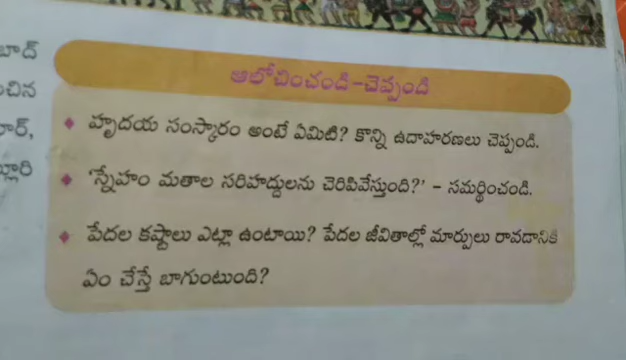 బాద్
ఆలోచించండి-చెప్పండి
చిన
హృదయ సంస్కారం అంటే ఏమిటి? కొన్ని ఉదాహరణలు చెప్పండి.
'స్నేహం మతాల సరిహద్దులను చెరిపివేస్తుంది?' - సమర్థించండి.
పేదల కష్టాలు ఎట్లా ఉంటాయి? పేదల జీవితాల్లో మార్పులు రావడానికి
ఏం చేస్తే బాగుంటుంది?